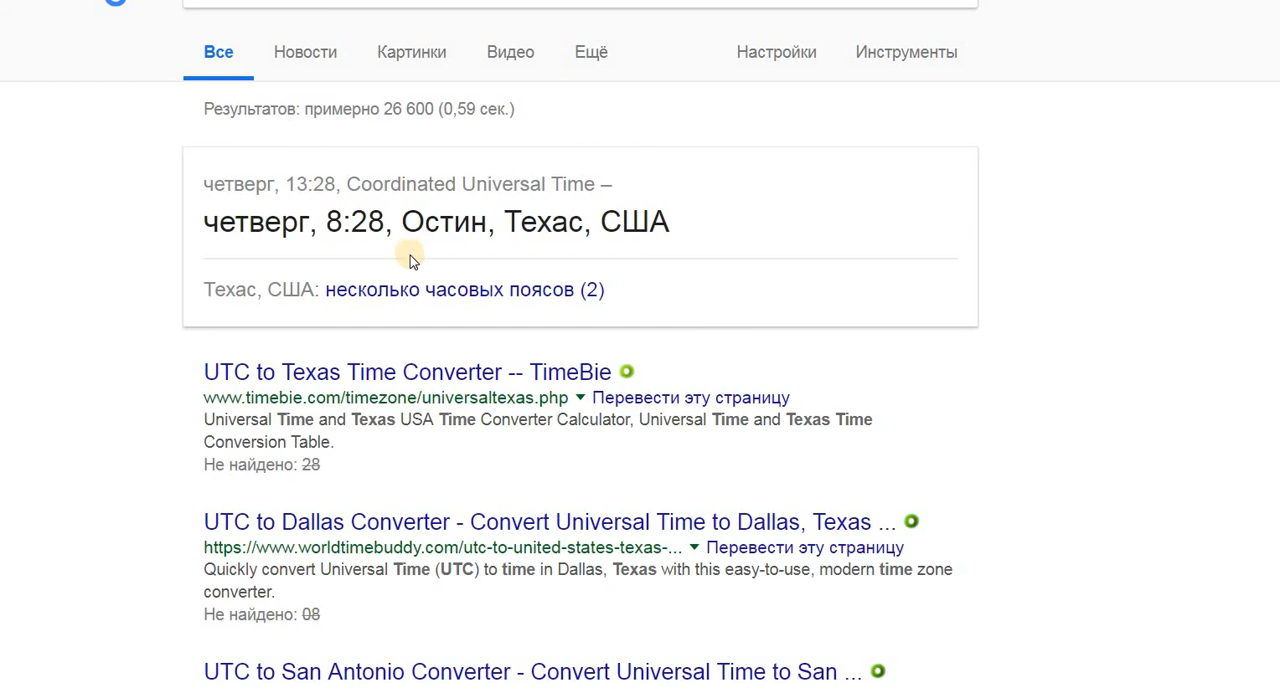 Все Новости Картинки Видео Ещё Настройки Инструменты
Результатов: примерно 26 600 (0,59 сек.)
четверг, 13:28, Coordinated Universal Time –
четверг, 8:28, Остин, Техас, США
Техас, США: несколько часовых поясов (2)
UTC to Texas Time Converter -- TimeBie
www.timebie.com/timezone/universaltexas.php ▼ Перевести эту страницу
Universal Time and Texas USA Time Converter Calculator, Universal Time and Texas Time
Conversion Table.
Не найдено: 28
UTC to Dallas Converter - Convert Universal Time to Dallas, Texas ...
https://www.worldtimebuddy.com/utc-to-united-states-texas-... ▼ Перевести эту страницу
Quickly convert Universal Time (UTC) to time in Dallas, Texas with this easy-to-use, modern time zone
converter.
Не найдено: 08
UTC to San Antonio Converter - Convert Universal Time to San ...